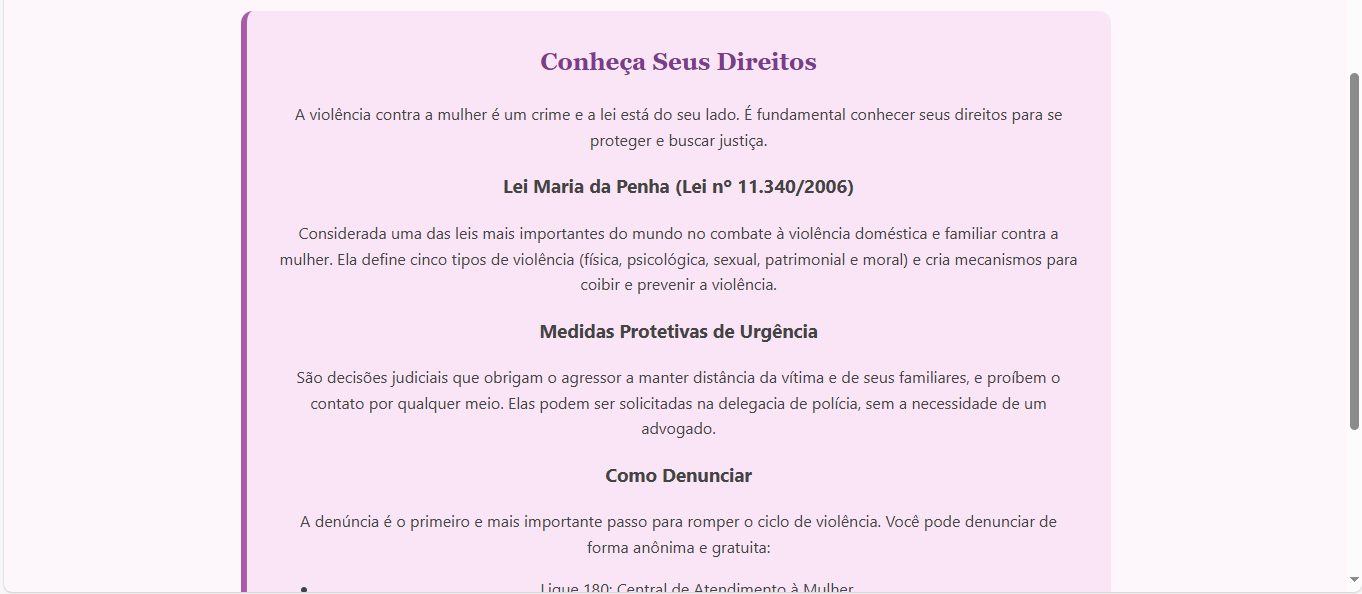 Conheça Seus Direitos
A violência contra a mulher é um crime e a lei está do seu lado. É fundamental conhecer seus direitos para se
proteger e buscar justiça.
Lei Maria da Penha (Lei nº 11.340/2006)
Considerada uma das leis mais importantes do mundo no combate à violência doméstica e familiar contra a
mulher. Ela define cinco tipos de violência (física, psicológica, sexual, patrimonial e moral) e cria mecanismos para
coibir e prevenir a violência.
Medidas Protetivas de Urgência
São decisões judiciais que obrigam o agressor a manter distância da vítima e de seus familiares, e proíbem o
contato por qualquer meio. Elas podem ser solicitadas na delegacia de polícia, sem a necessidade de um
advogado.
Como Denunciar
A denúncia é o primeiro e mais importante passo para romper o ciclo de violência. Você pode denunciar de
forma anônima e gratuita:
• Ligue 180: Central de Atendimento à Mulher